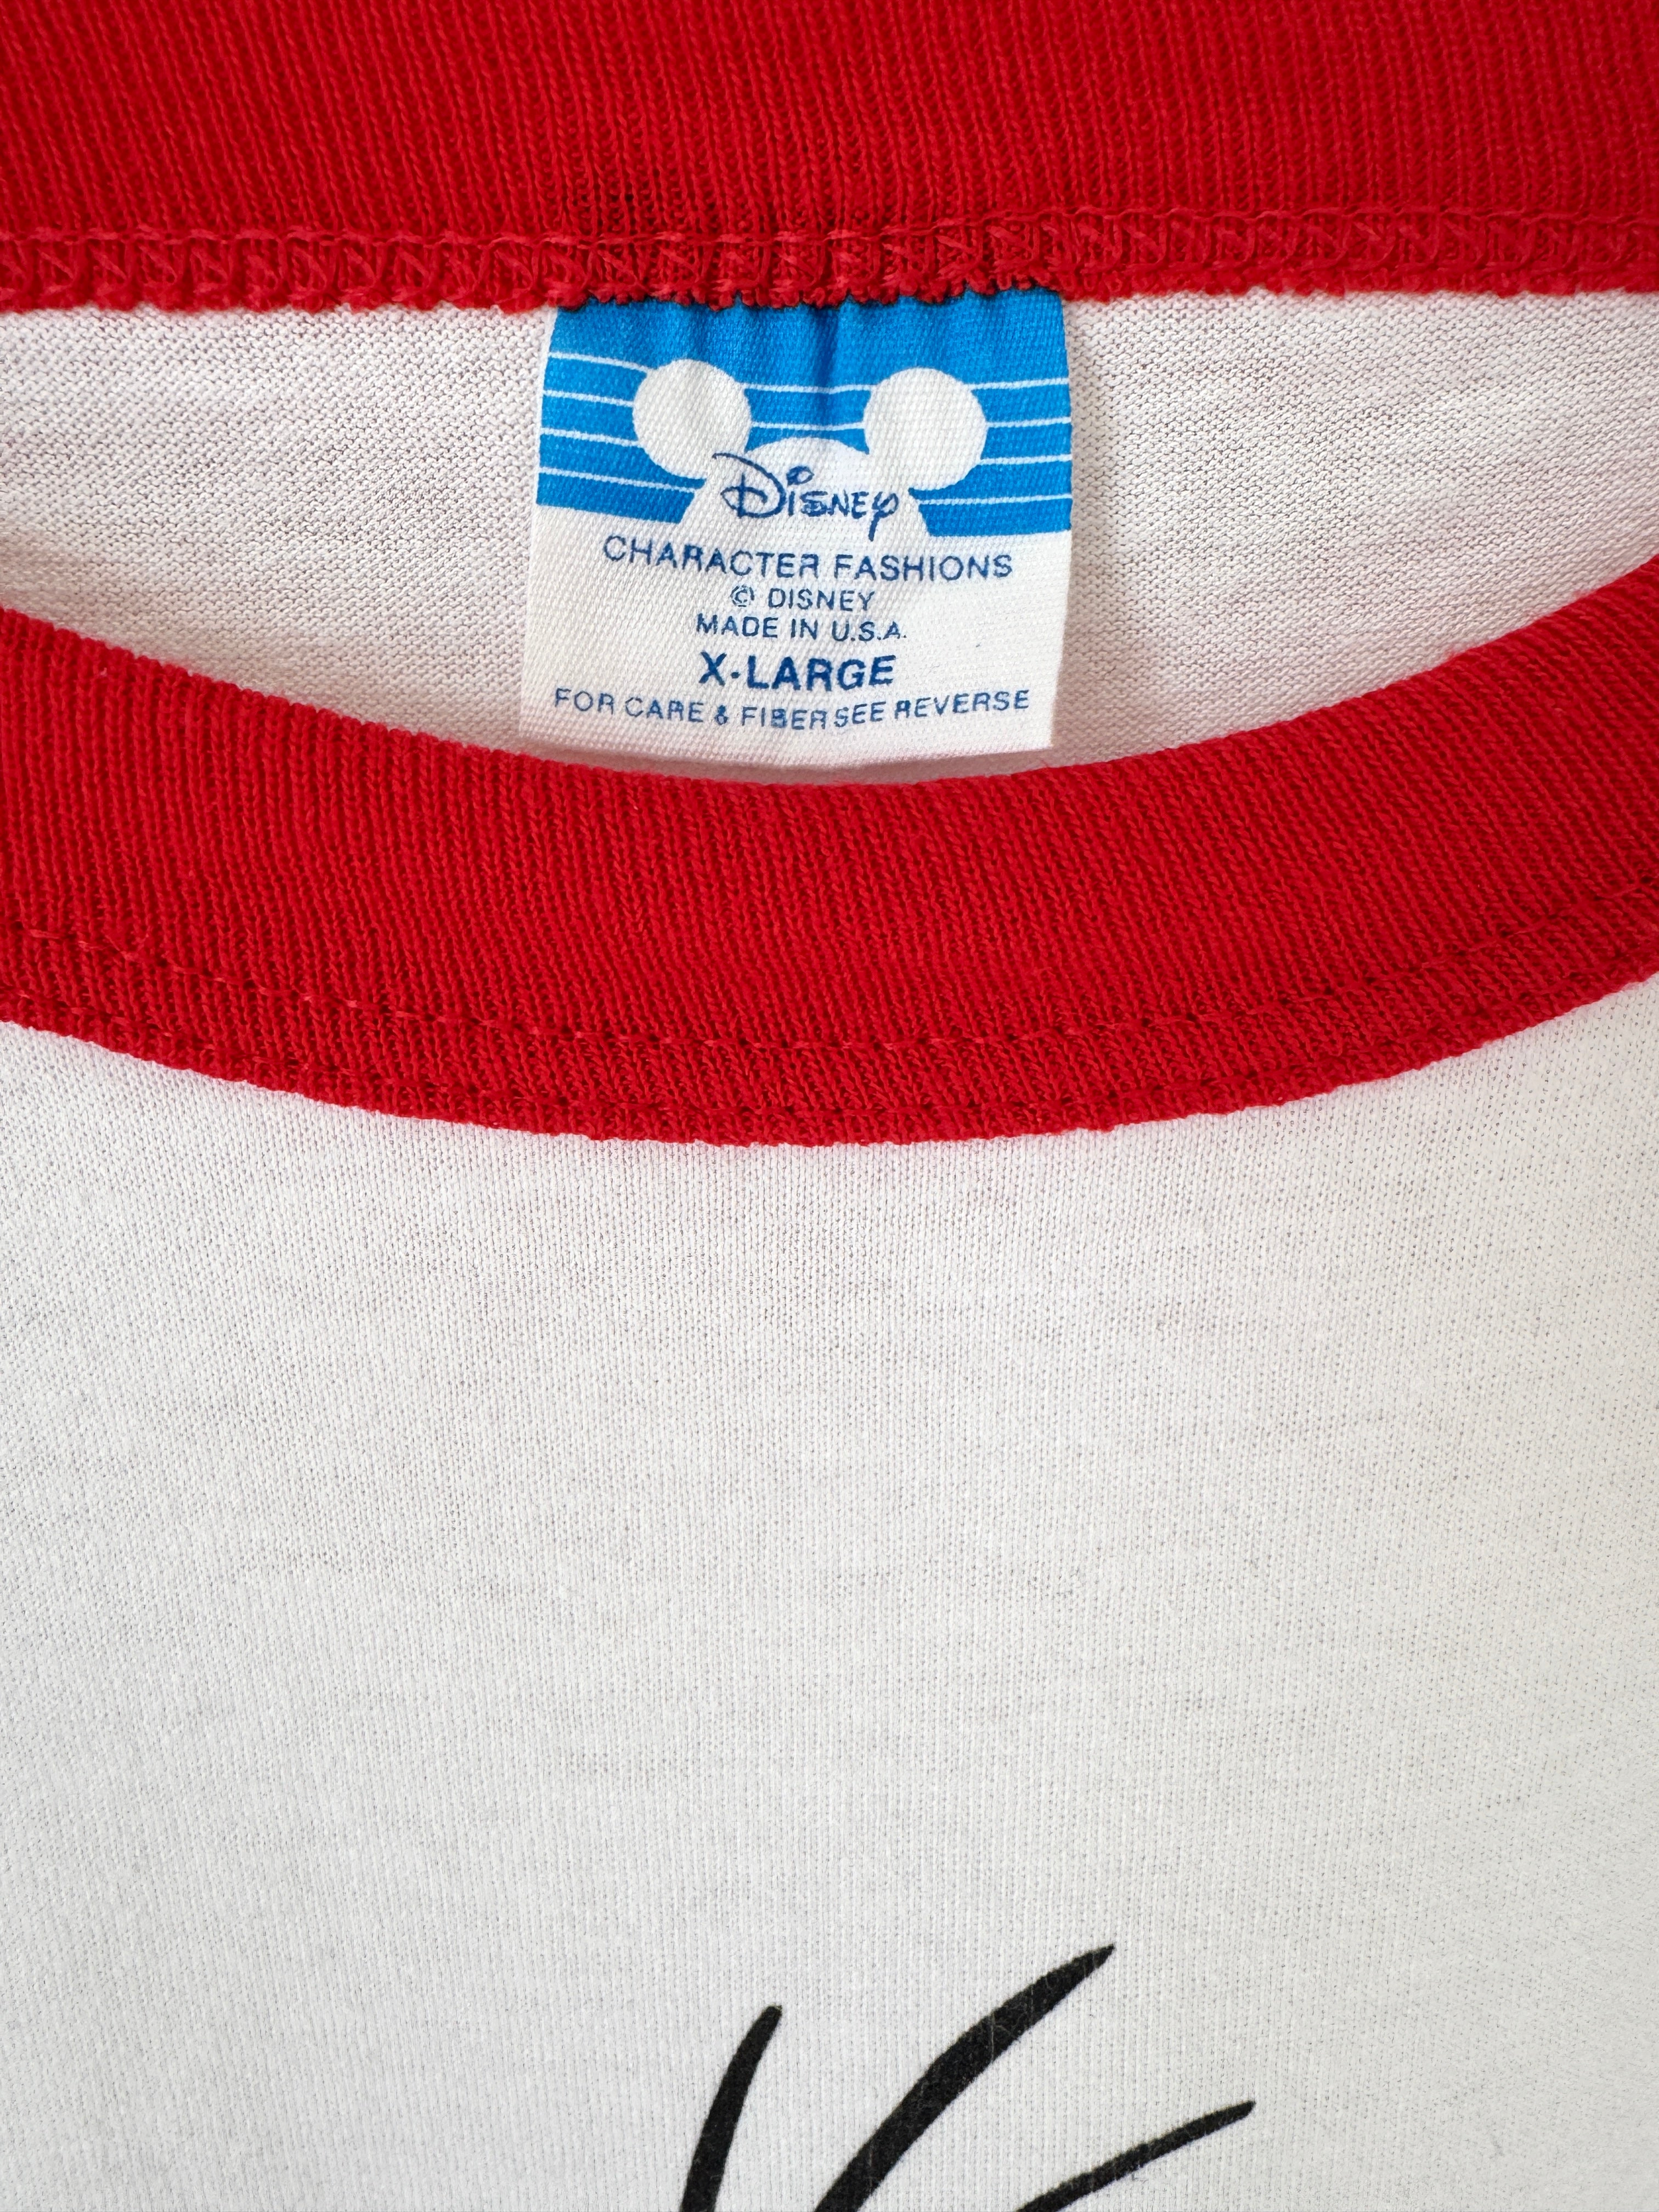 Disney
CHARACTER FASHIONS
© DISNEY
MADE IN U.S.A.
X-LARGE
FOR CARE & FIBER SEE REVERSE